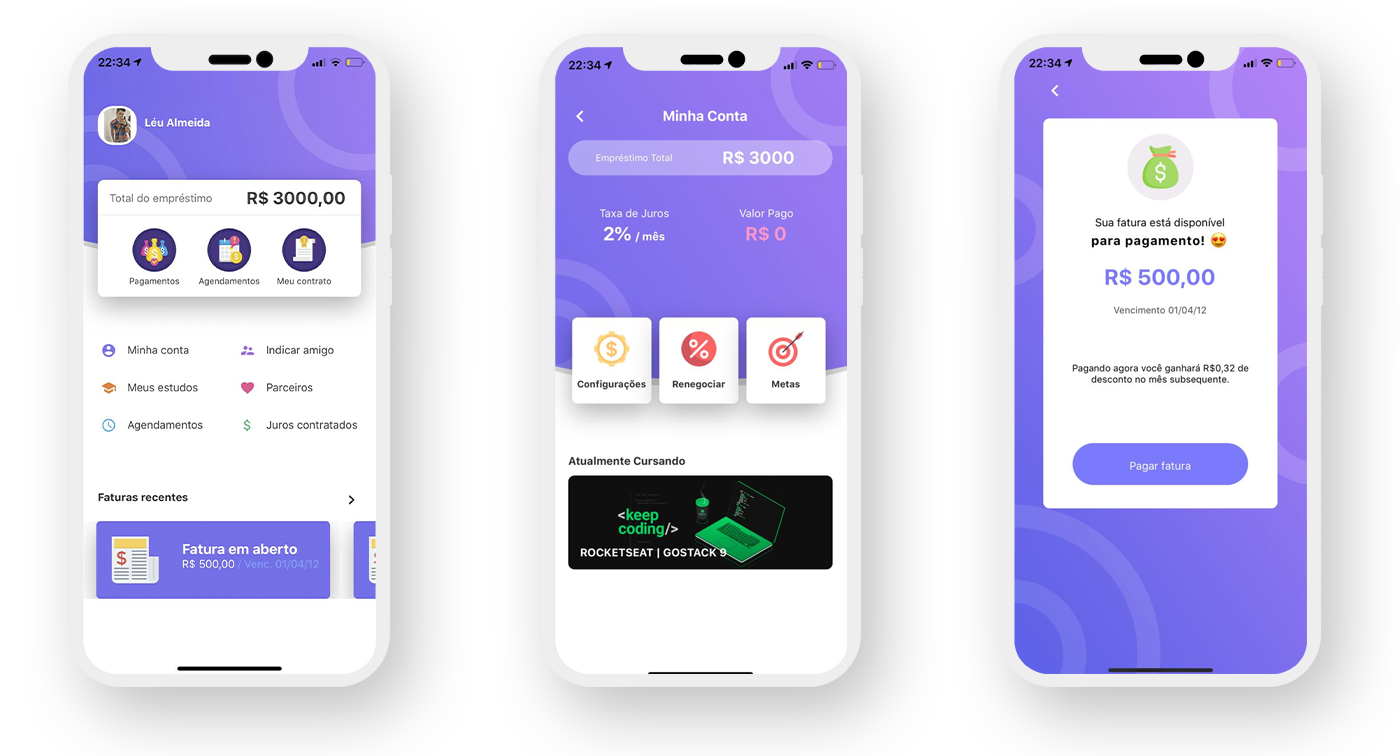 22:34
Léu Almeida
Total do empréstimo R$ 3000,00
Pagamentos Agendamentos Meu contrato
Minha conta Indicar amigo
Meus estudos Parceiros
Agendamentos Juros contratados
Faturas recentes
Fatura em aberto
R$ 500,00 / Venc. 01/04/12
22:34
Minha Conta
Empréstimo Total R$ 3000
Taxa de Juros Valor Pago
2% / mês R$ 0
Configurações Renegociar Metas
Atualmente Cursando
<keep
coding/>
ROCKETSEAT | GOSTACK 9
22:34
Sua fatura está disponível
para pagamento! 😍
R$ 500,00
Vencimento 01/04/12
Pagando agora você ganhará R$0,32 de
desconto no mês subsequente.
Pagar fatura